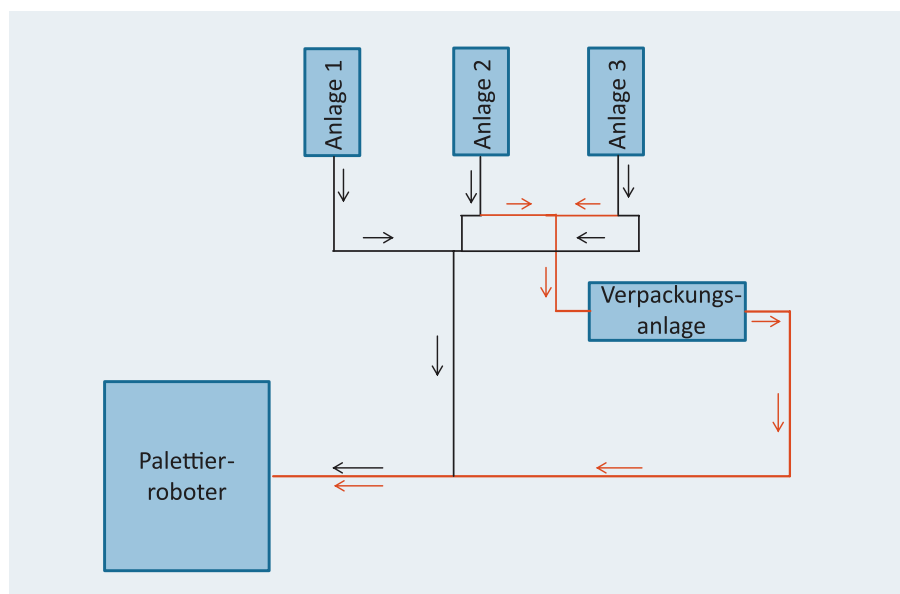 Anlage 1
Anlage 2
Anlage 3
Verpackungs-
anlage
Palettier-
roboter